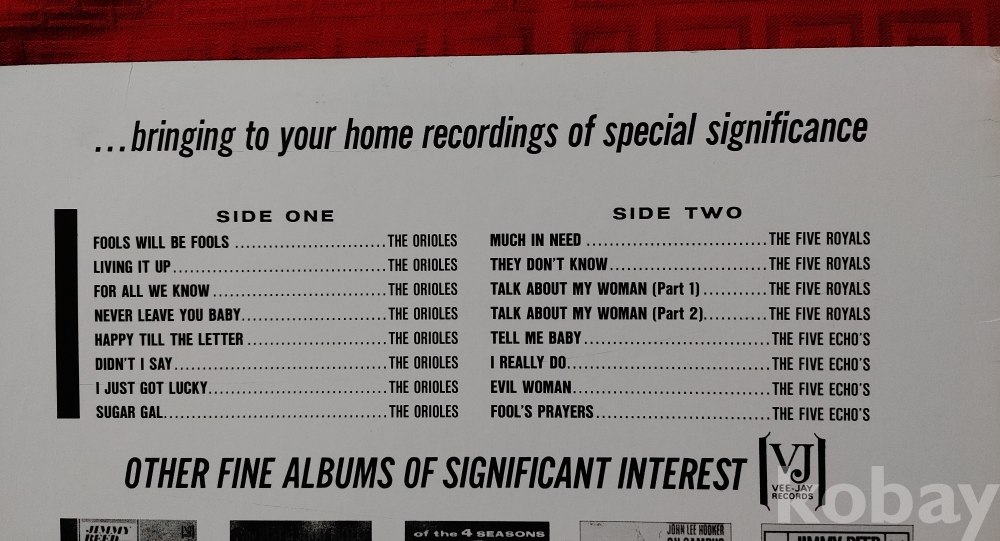 ...bringing to your home recordings of special significance
SIDE ONE
FOOLS WILL BE FOOLS ..........................THE ORIOLES
LIVING IT UP....................................THE ORIOLES
FOR ALL WE KNOW ..............................THE ORIOLES
NEVER LEAVE YOU BABY.........................THE ORIOLES
HAPPY TILL THE LETTER ........................THE ORIOLES
DIDN'T I SAY....................................THE ORIOLES
I JUST GOT LUCKY..............................THE ORIOLES
SUGAR GAL......................................THE ORIOLES
SIDE TWO
MUCH IN NEED ..............................THE FIVE ROYALS
THEY DON'T KNOW...........................THE FIVE ROYALS
TALK ABOUT MY WOMAN (Part 1) ...........THE FIVE ROYALS
TALK ABOUT MY WOMAN (Part 2)...........THE FIVE ROYALS
TELL ME BABY................................THE FIVE ECHO'S
I REALLY DO..................................THE FIVE ECHO'S
EVIL WOMAN..................................THE FIVE ECHO'S
FOOL'S PRAYERS..............................THE FIVE ECHO'S
OTHER FINE ALBUMS OF SIGNIFICANT INTEREST
VJ
VEE-JAY
RECORDS
JIMMY
REED
of the 4 SEASONS
JOHN LEE HOOKER
ON CAMPUS
JIMMY REED
kobay